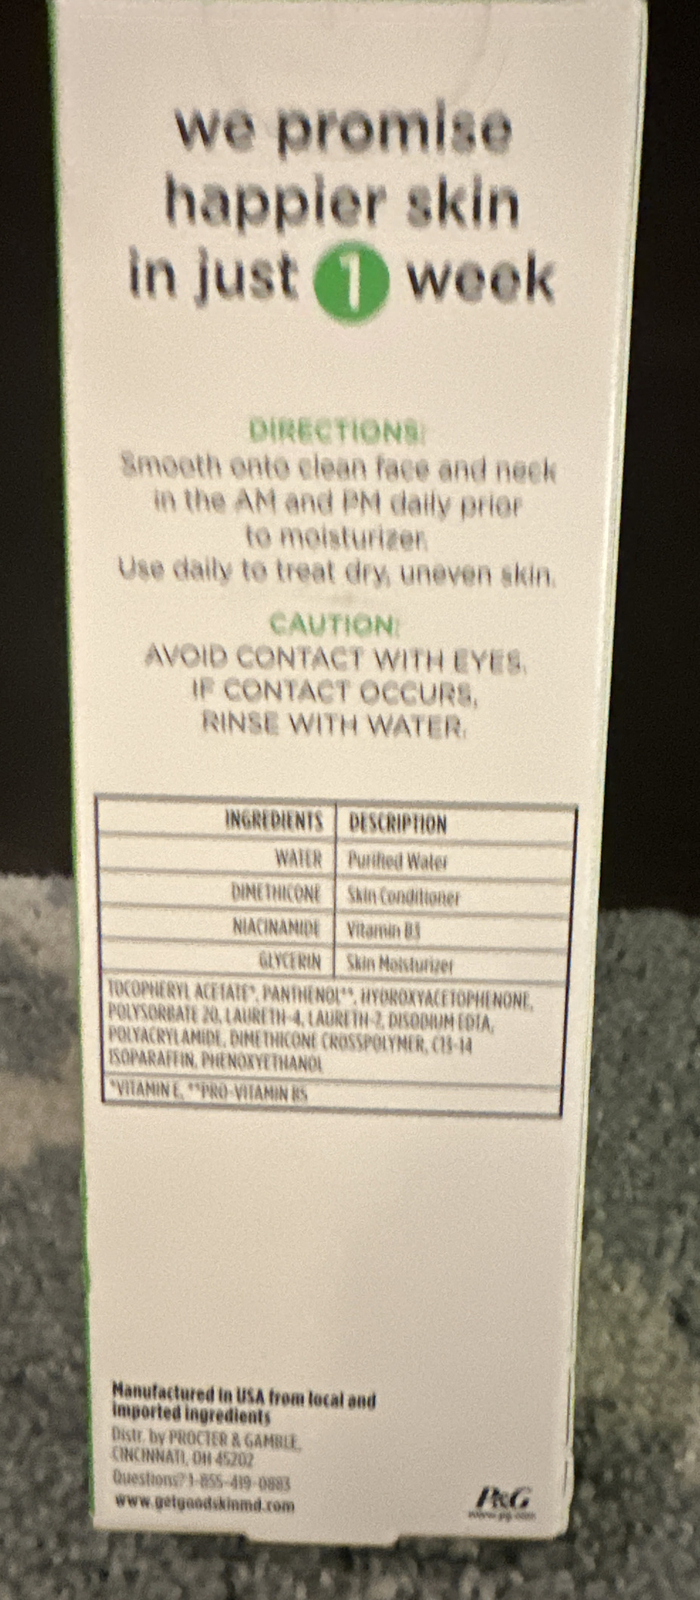 we promise
happier skin
in just 1 week
DIRECTIONS:
Smooth onto clean face and neck
in the AM and PM daily prior
to moisturizer.
Use daily to treat dry, uneven skin.
CAUTION:
AVOID CONTACT WITH EYES.
IF CONTACT OCCURS,
RINSE WITH WATER.
INGREDIENTS DESCRIPTION
WATER Purified Water
DIMETHICONE Skin Conditioner
NIACINAMIDE Vitamin B3
GLYCERIN Skin Moisturizer
TOCOPHERYL ACETATE*, PANTHENOL**, HYDROXYACETOPHENONE,
POLYSORBATE 20, LAURETH-4, LAURETH-7, DISODIUM EDTA,
POLYACRYLAMIDE, DIMETHICONE CROSSPOLYMER, C13-14
ISOPARAFFIN, PHENOXYETHANOL
*VITAMIN E, **PRO-VITAMIN B5
Manufactured in USA from local and
imported ingredients
Distr. by PROCTER & GAMBLE,
CINCINNATI, OH 45202
Questions? 1-855-419-0883
www.getgoodskinmd.com
P&G
www.pg.com